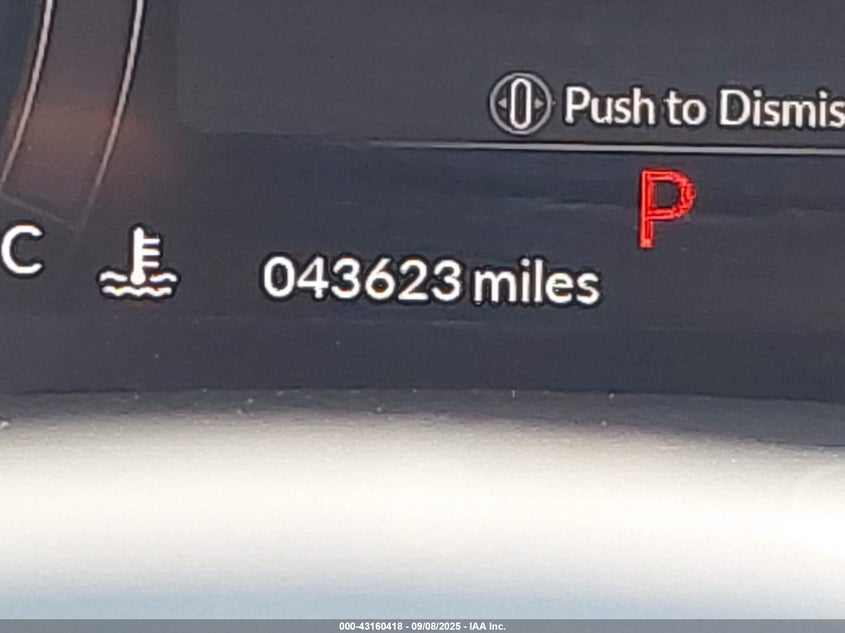 Push to Dismis
P
C
043623 miles
000-43160418 - 09/08/2025 - IAA Inc.